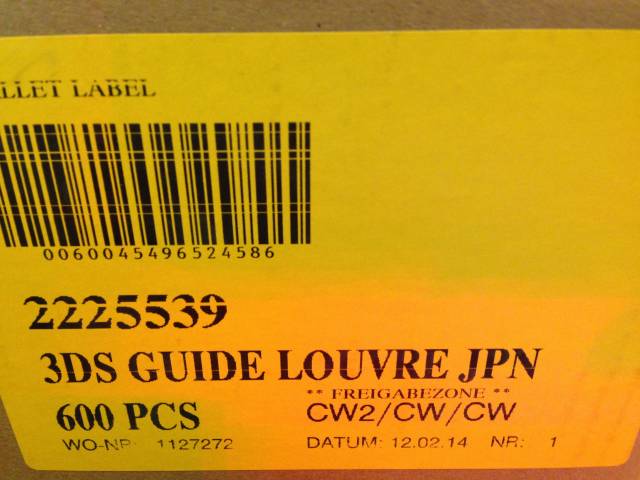 LLET LABEL
0060045496524586
2225539
3DS GUIDE LOUVRE JPN
** FREIGABEZONE **
600 PCS CW2/CW/CW
WO-NR: 1127272 DATUM: 12.02.14 NR: 1